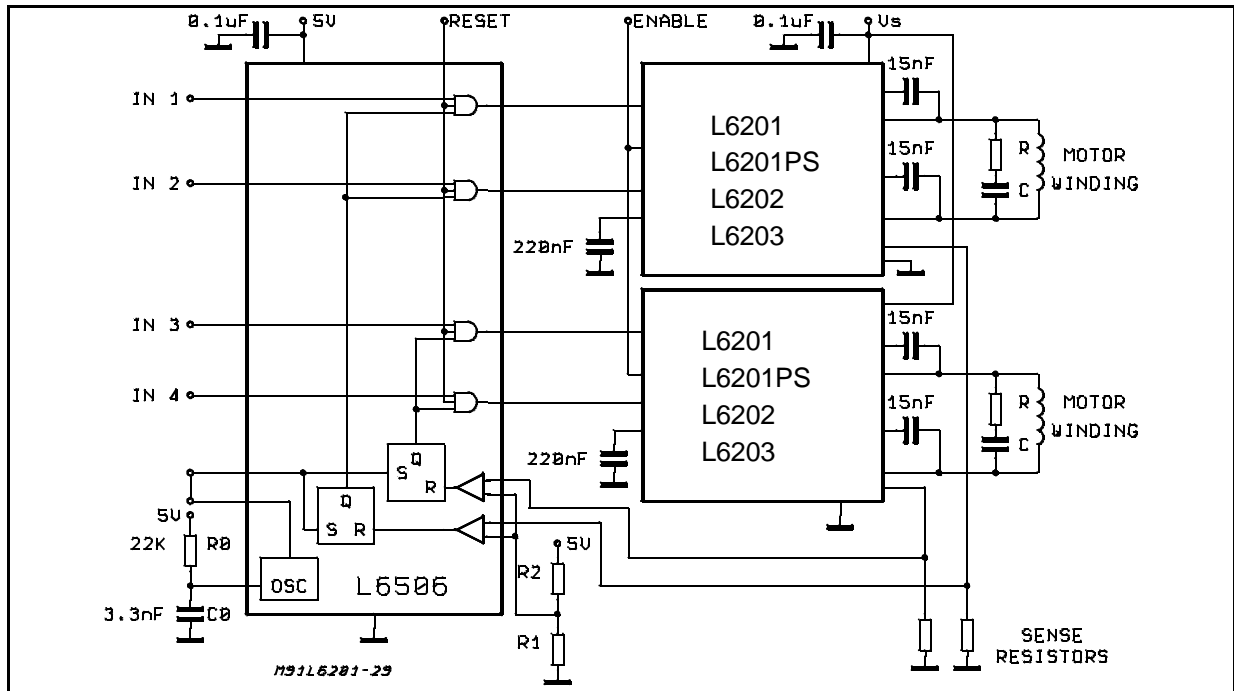 0.1uF
5V
RESET
ENABLE
0.1uF
Vs
15nF
IN 1
L6201
L6201PS
L6202
L6203
15nF
R
C
MOTOR
WINDING
IN 2
220nF
IN 3
IN 4
15nF
L6201
L6201PS
L6202
L6203
15nF
R
C
MOTOR
WINDING
220nF
Q
S
R
Q
S
R
5V
22K
R0
OSC
L6506
3.3nF
C0
5V
R2
R1
SENSE
RESISTORS
M91L6201-29